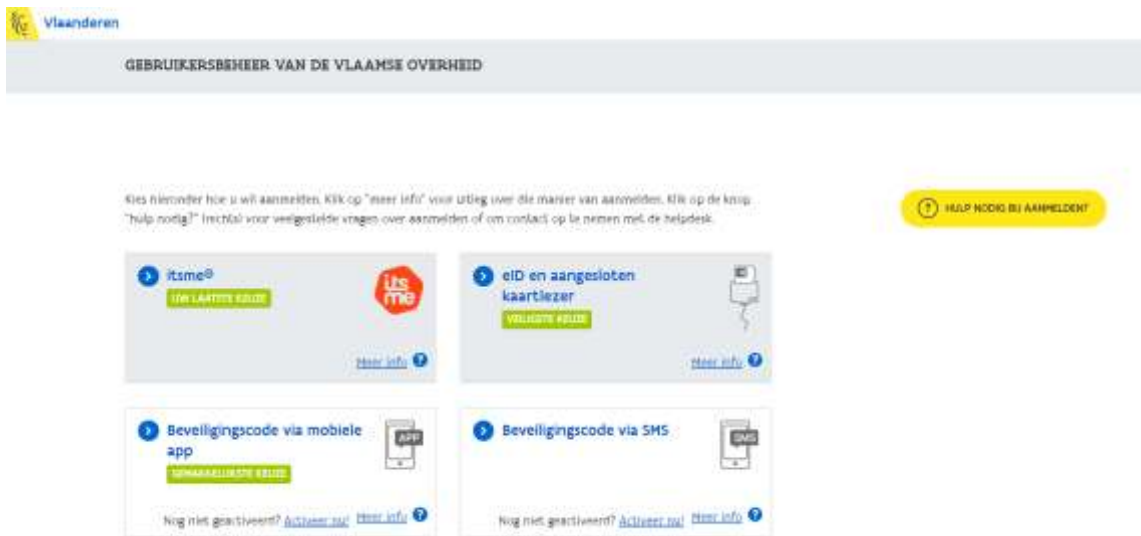 Vlaanderen
GEBRUIKERSBEHEER VAN DE VLAAMSE OVERHEID
Kies hieronder hoe u wil aanmelden. Klik op "meer info" voor uitleg over die manier van aanmelden. Klik op de knop
"hulp nodig?" (rechts) voor veelgestelde vragen over aanmelden of om contact op te nemen met de helpdesk.
HULP NODIG BIJ AANMELDEN?
itsme®
UW LAATSTE KEUZE
its
me
Meer info
eID en aangesloten
kaartlezer
VEILIGSTE KEUZE
Meer info
Beveiligingscode via mobiele
app
GEMAKKELIJKSTE KEUZE
APP
Nog niet geactiveerd? Activeer nu! Meer info
Beveiligingscode via SMS
SMS
Nog niet geactiveerd? Activeer nu! Meer info